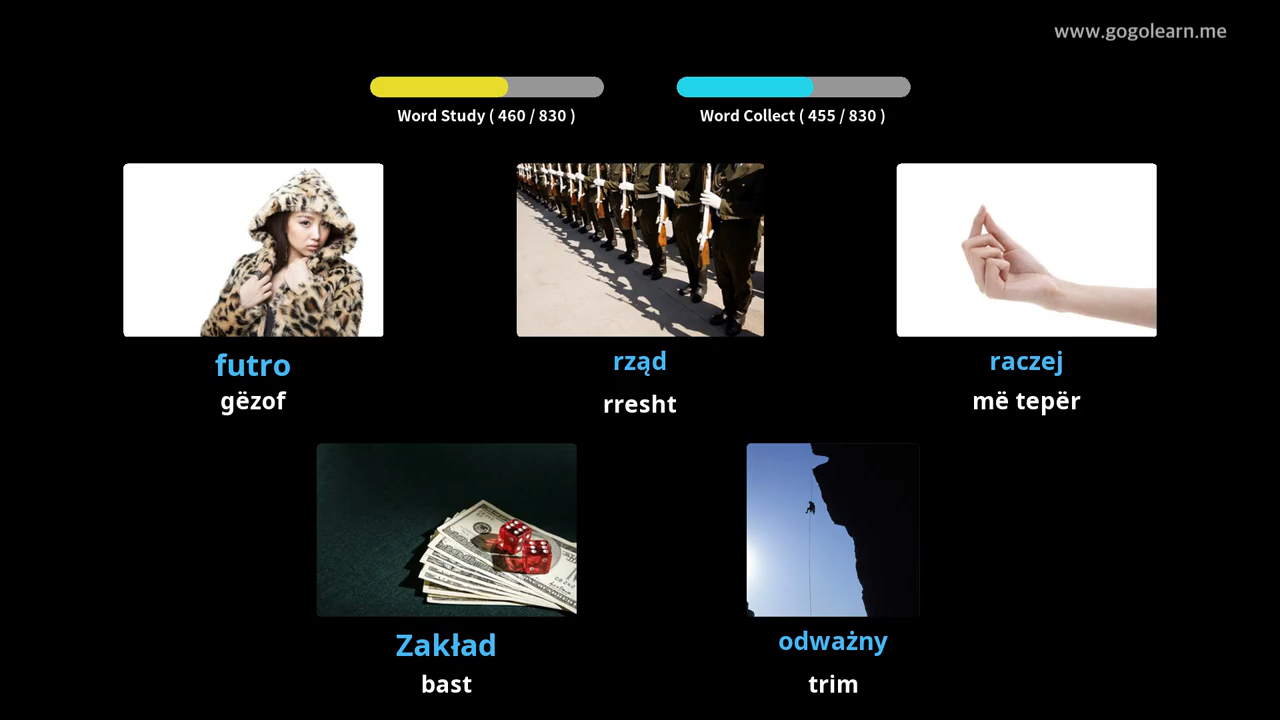 www.gogolearn.me
Word Study ( 460 / 830 )
Word Collect ( 455 / 830 )
futro
gëzof
rząd
rresht
raczej
më tepër
Zakład
bast
odważny
trim